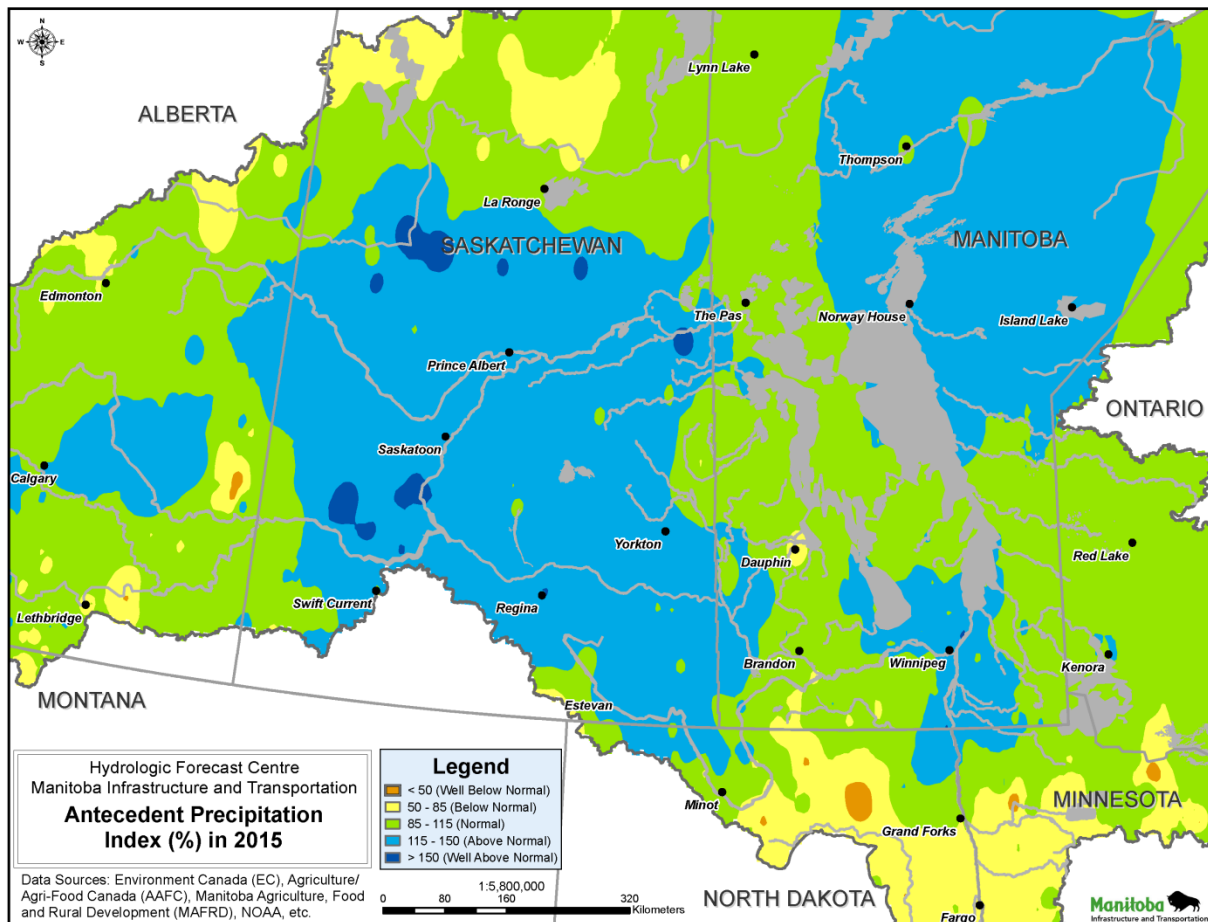 N
W E
S
Lynn Lake
ALBERTA
Thompson
La Ronge
SASKATCHEWAN
MANITOBA
Edmonton
The Pas
Norway House
Island Lake
Prince Albert
ONTARIO
Saskatoon
Calgary
Yorkton
Dauphin
Red Lake
Swift Current
Regina
Lethbridge
Brandon
Winnipeg
Kenora
MONTANA
Estevan
Minot
MINNESOTA
Grand Forks
NORTH DAKOTA
Fargo
Hydrologic Forecast Centre
Manitoba Infrastructure and Transportation
Antecedent Precipitation
Index (%) in 2015
Data Sources: Environment Canada (EC), Agriculture/
Agri-Food Canada (AAFC), Manitoba Agriculture, Food
and Rural Development (MAFRD), NOAA, etc.
Legend
< 50 (Well Below Normal)
50 - 85 (Below Normal)
85 - 115 (Normal)
115 - 150 (Above Normal)
> 150 (Well Above Normal)
1:5,800,000
0 80 160 320
Kilometers
Manitoba
Infrastructure and Transportation